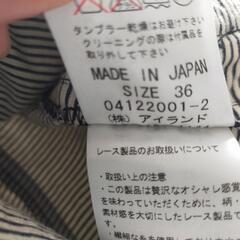 タンブラー乾燥はお避け下さい
クリーニングの際は付属品を
取り外して下さい
MADE IN JAPAN
SIZE 36
04122001-2
(株)アイランド
レース製品のお取扱いについて
・取扱い上の注意
・この製品は贅沢なオシャレ感覚
を味わっていただくために、柄・
素材感を大切にしたレース製品で